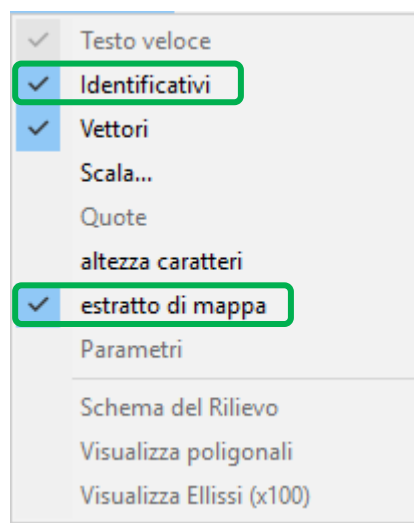 Testo veloce
Identificativi
Vettori
Scala...
Quote
altezza caratteri
estratto di mappa
Parametri
Schema del Rilievo
Visualizza poligonali
Visualizza Ellissi (x100)